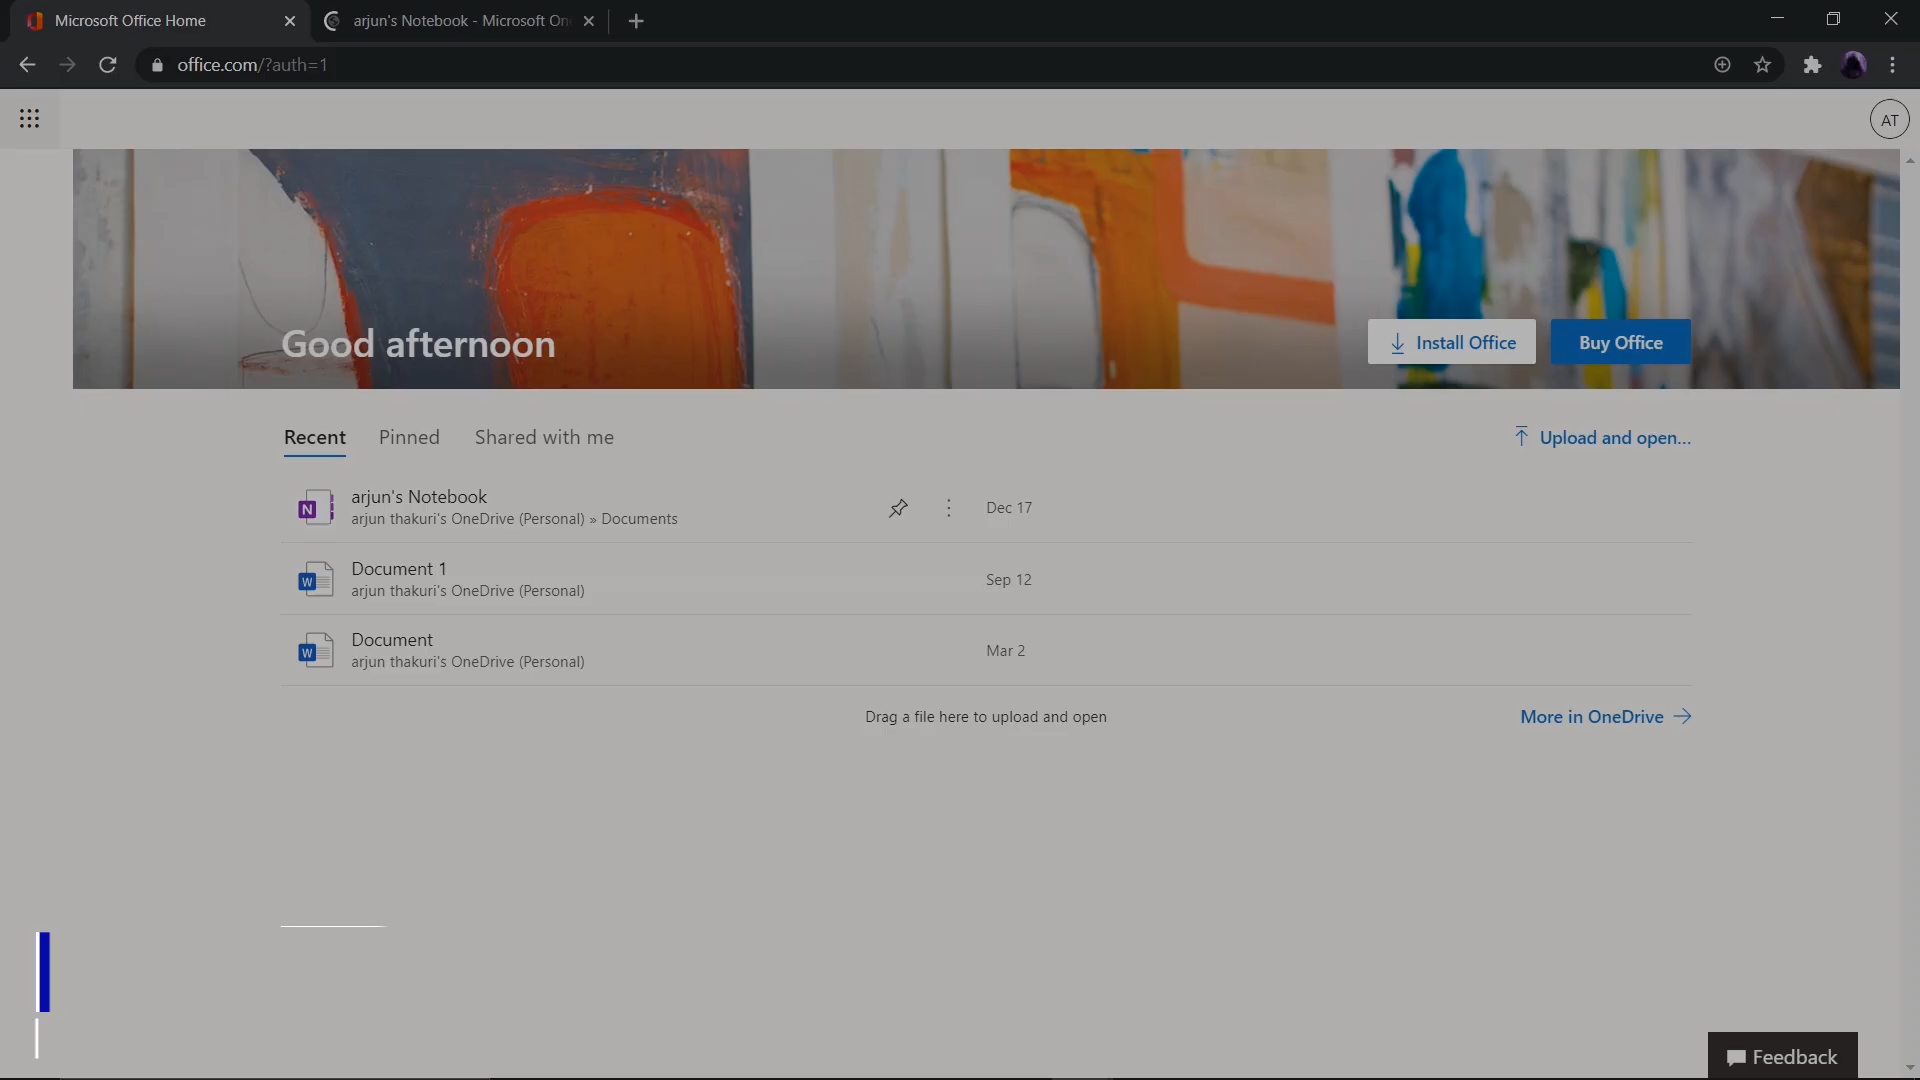 Microsoft Office Home
arjun's Notebook - Microsoft On
office.com/?auth=1
AT
Good afternoon
Install Office
Buy Office
Recent
Pinned
Shared with me
Upload and open...
N
arjun's Notebook
arjun thakuri's OneDrive (Personal) » Documents
Dec 17
W
Document 1
arjun thakuri's OneDrive (Personal)
Sep 12
W
Document
arjun thakuri's OneDrive (Personal)
Mar 2
Drag a file here to upload and open
More in OneDrive
Feedback